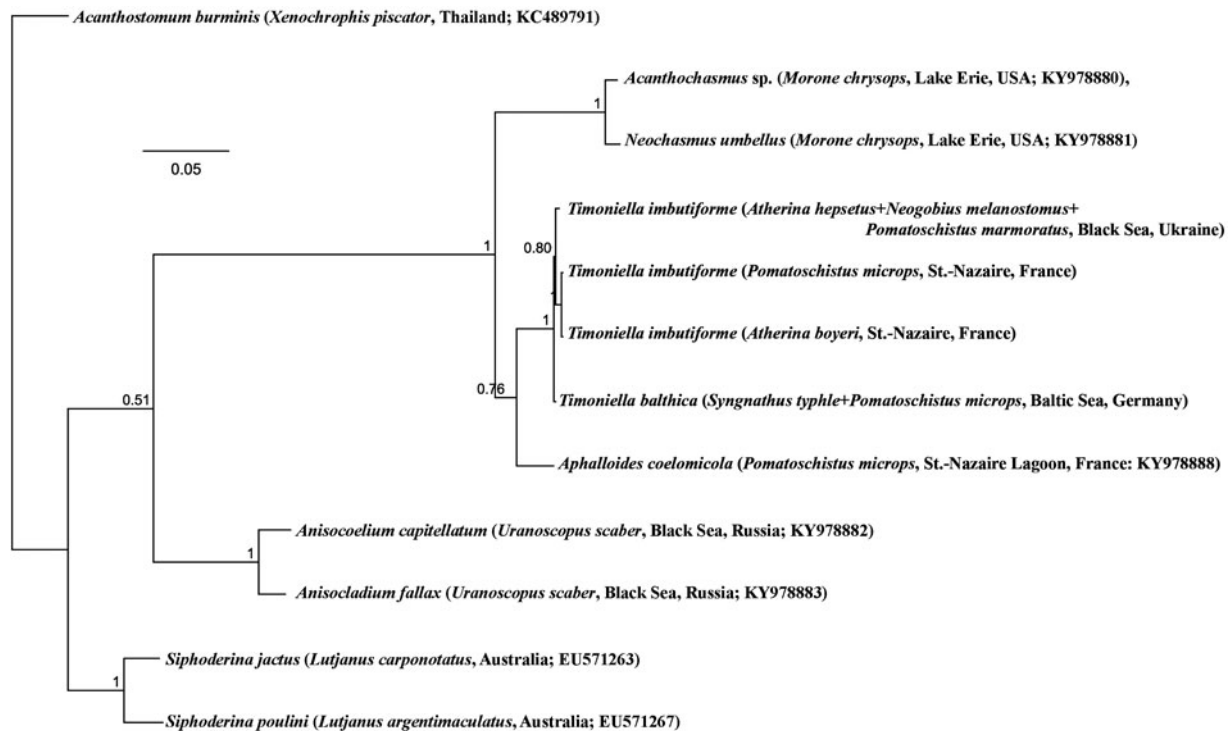 Acanthostomum burminis (Xenochrophis piscator, Thailand; KC489791)
Acanthochasmus sp. (Morone chrysops, Lake Erie, USA; KY978880),
1
0.05
Neochasmus umbellus (Morone chrysops, Lake Erie, USA; KY978881)
Timoniella imbutiforme (Atherina hepsetus+Neogobius melanostomus+
Pomatoschistus marmoratus, Black Sea, Ukraine)
0.80
1
Timoniella imbutiforme (Pomatoschistus microps, St.-Nazaire, France)
1
Timoniella imbutiforme (Atherina boyeri, St.-Nazaire, France)
1
Timoniella balthica (Syngnathus typhle+Pomatoschistus microps, Baltic Sea, Germany)
0.76
0.51
Aphalloides coelomicola (Pomatoschistus microps, St.-Nazaire Lagoon, France: KY978888)
Anisocoelium capitellatum (Uranoscopus scaber, Black Sea, Russia; KY978882)
1
Anisocladium fallax (Uranoscopus scaber, Black Sea, Russia; KY978883)
Siphoderina jactus (Lutjanus carponotatus, Australia; EU571263)
1
Siphoderina poulini (Lutjanus argentimaculatus, Australia; EU571267)